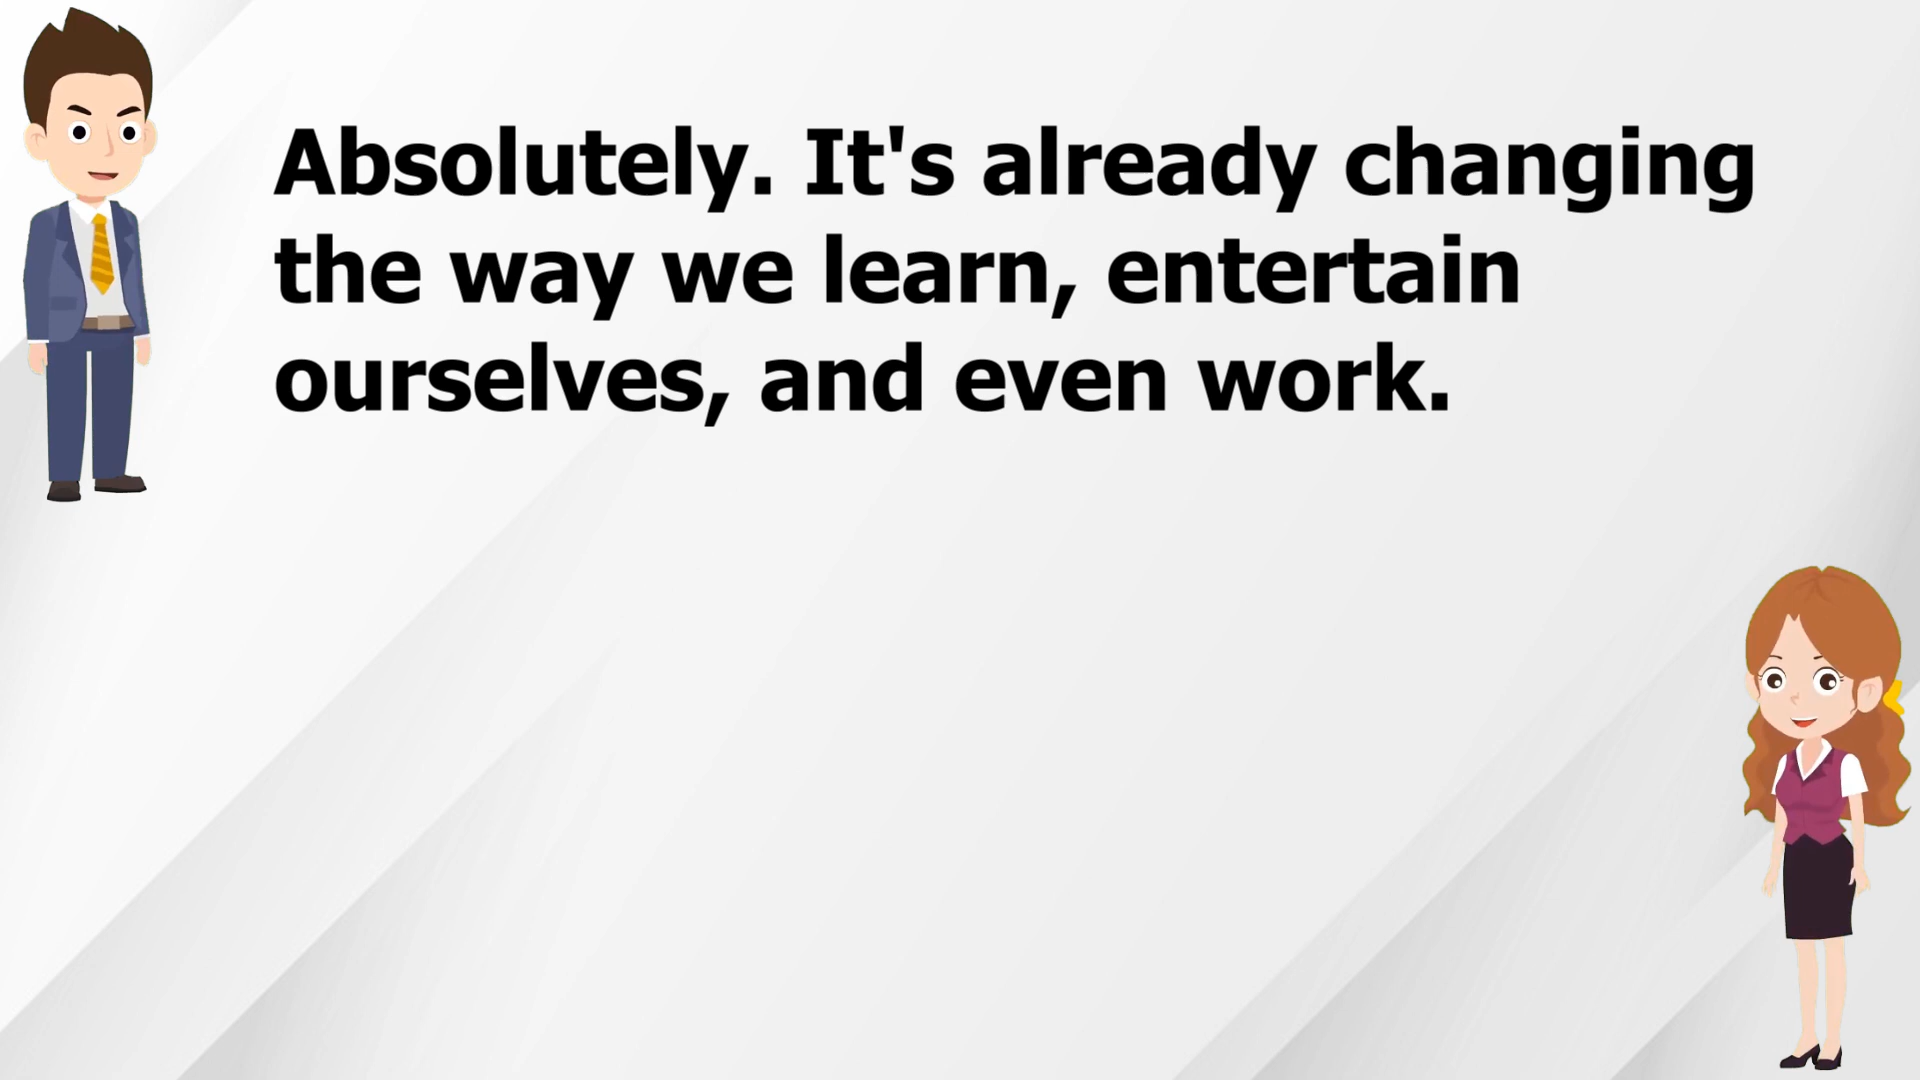 Absolutely. It's already changing
the way we learn, entertain
ourselves, and even work.